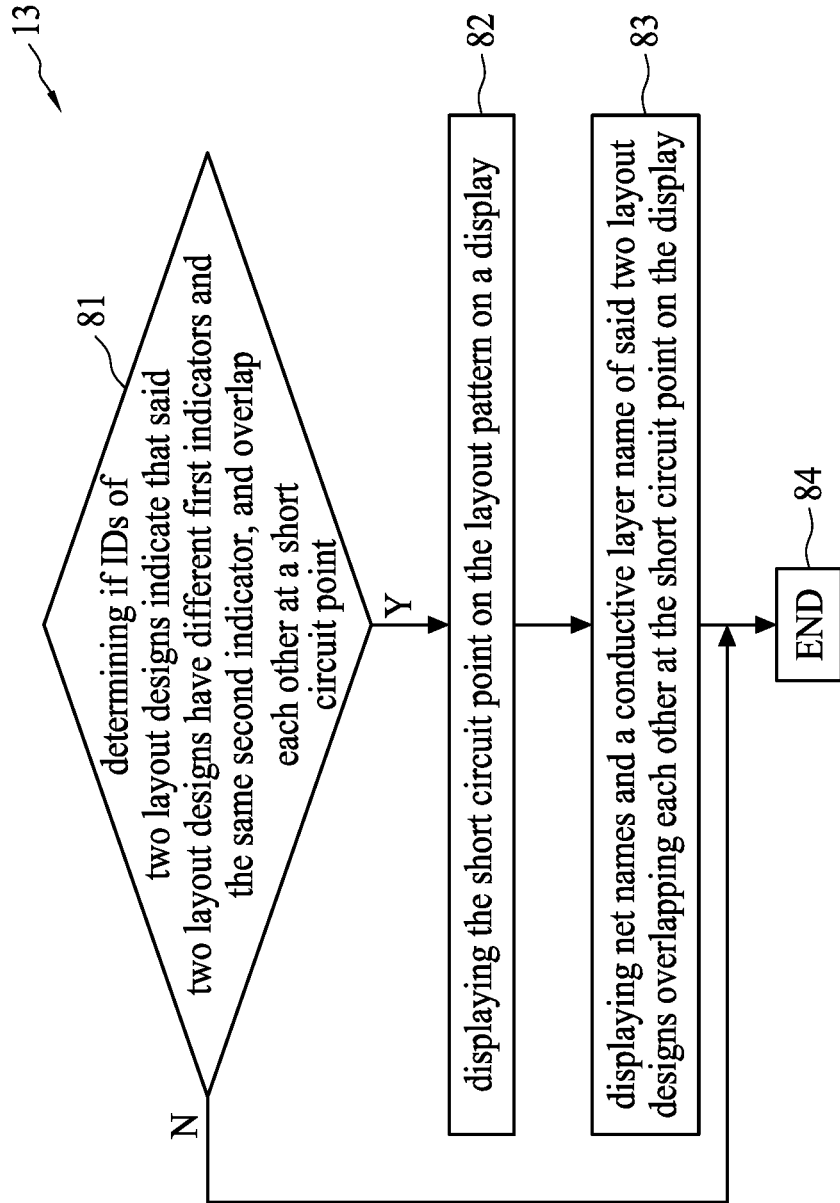 13
81
determining if IDs of
two layout designs indicate that said
two layout designs have different first indicators and
the same second indicator, and overlap
each other at a short
circuit point
N
Y
82
displaying the short circuit point on the layout pattern on a display
83
displaying net names and a conductive layer name of said two layout
designs overlapping each other at the short circuit point on the display
84
END